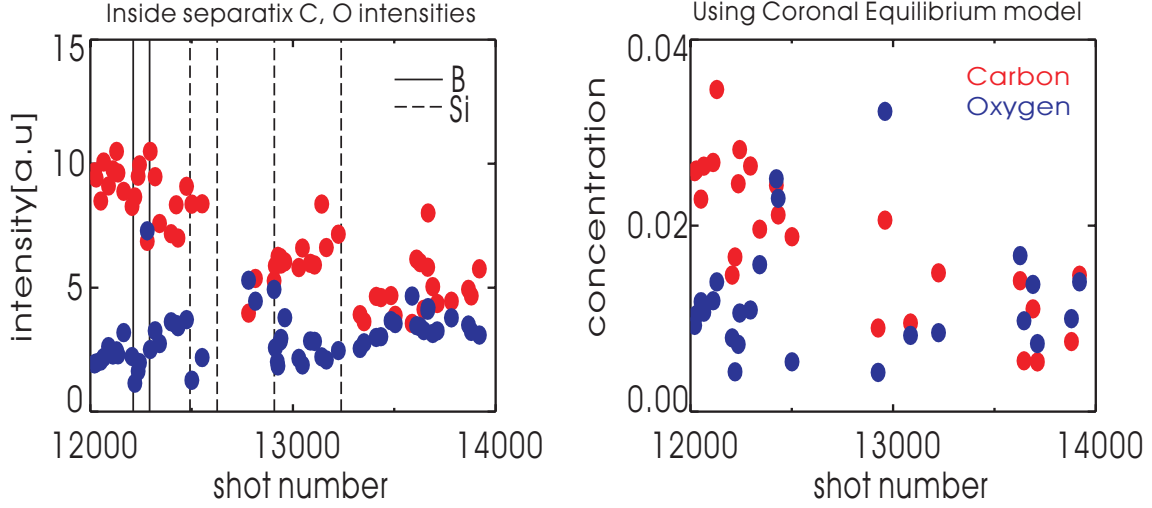 Inside separatix C, O intensities
15
10
5
0
intensity[a.u]
B
Si
12000 13000 14000
shot number
Using Coronal Equilibrium model
0.04
0.02
0.00
concentration
Carbon
Oxygen
12000 13000 14000
shot number